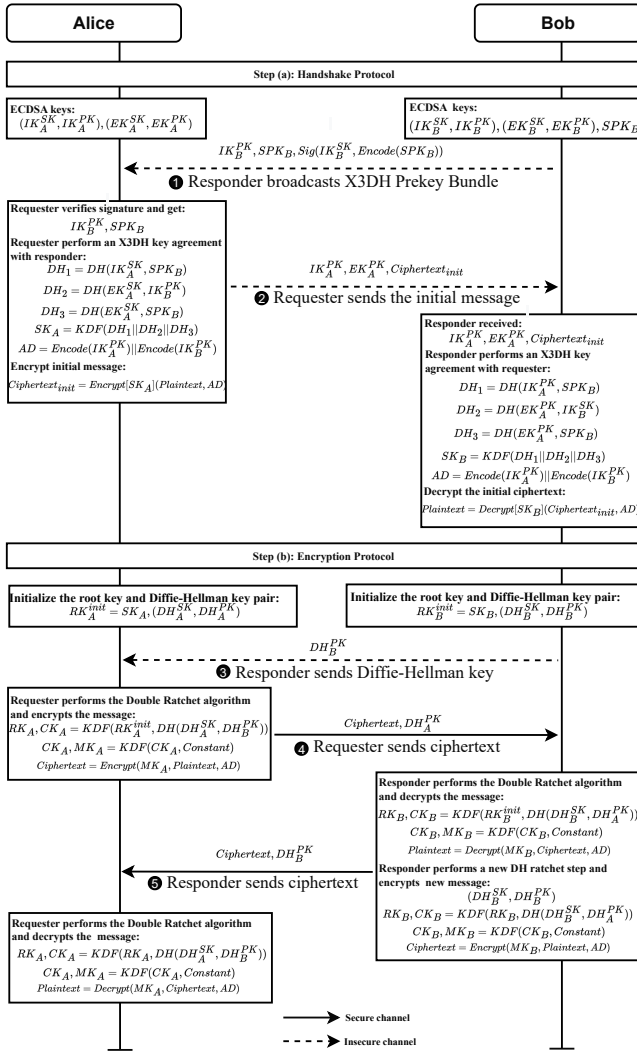 Alice
Bob
Step (a): Handshake Protocol
ECDSA keys:
(IK_A^{SK}, IK_A^{PK}), (EK_A^{SK}, EK_A^{PK})
ECDSA keys:
(IK_B^{SK}, IK_B^{PK}), (EK_B^{SK}, EK_B^{PK}), SPK_B
IK_B^{PK}, SPK_B, Sig(IK_B^{SK}, Encode(SPK_B))
❶ Responder broadcasts X3DH Prekey Bundle
Requester verifies signature and get:
IK_B^{PK}, SPK_B
Requester perform an X3DH key agreement
with responder:
DH_1 = DH(IK_A^{SK}, SPK_B)
DH_2 = DH(EK_A^{SK}, IK_B^{PK})
DH_3 = DH(EK_A^{SK}, SPK_B)
SK_A = KDF(DH_1||DH_2||DH_3)
AD = Encode(IK_A^{PK})||Encode(IK_B^{PK})
Encrypt initial message:
Ciphertext_{init} = Encrypt[SK_A](Plaintext, AD)
IK_A^{PK}, EK_A^{PK}, Ciphertext_{init}
❷ Requester sends the initial message
Responder received:
IK_A^{PK}, EK_A^{PK}, Ciphertext_{init}
Responder performs an X3DH key
agreement with requester:
DH_1 = DH(IK_A^{PK}, SPK_B)
DH_2 = DH(EK_A^{PK}, IK_B^{SK})
DH_3 = DH(EK_A^{PK}, SPK_B)
SK_B = KDF(DH_1||DH_2||DH_3)
AD = Encode(IK_A^{PK})||Encode(IK_B^{PK})
Decrypt the initial ciphertext:
Plaintext = Decrypt[SK_B](Ciphertext_{init}, AD)
Step (b): Encryption Protocol
Initialize the root key and Diffie-Hellman key pair:
RK_A^{init} = SK_A, (DH_A^{SK}, DH_A^{PK})
Initialize the root key and Diffie-Hellman key pair:
RK_B^{init} = SK_B, (DH_B^{SK}, DH_B^{PK})
DH_B^{PK}
❸ Responder sends Diffie-Hellman key
Requester performs the Double Ratchet algorithm
and encrypts the message:
RK_A, CK_A = KDF(RK_A^{init}, DH(DH_A^{SK}, DH_B^{PK}))
CK_A, MK_A = KDF(CK_A, Constant)
Ciphertext = Encrypt(MK_A, Plaintext, AD)
Ciphertext, DH_A^{PK}
❹ Requester sends ciphertext
Responder performs the Double Ratchet algorithm
and decrypts the message:
RK_B, CK_B = KDF(RK_B^{init}, DH(DH_B^{SK}, DH_A^{PK}))
CK_B, MK_B = KDF(CK_B, Constant)
Plaintext = Decrypt(MK_B, Ciphertext, AD)
Responder performs a new DH ratchet step and
encrypts new message:
(DH_B^{SK}, DH_B^{PK})
RK_B, CK_B = KDF(RK_B, DH(DH_B^{SK}, DH_A^{PK}))
CK_B, MK_B = KDF(CK_B, Constant)
Ciphertext = Encrypt(MK_B, Plaintext, AD)
Ciphertext, DH_B^{PK}
❺ Responder sends ciphertext
Requester performs the Double Ratchet algorithm
and decrypts the message:
RK_A, CK_A = KDF(RK_A, DH(DH_A^{SK}, DH_B^{PK}))
CK_A, MK_A = KDF(CK_A, Constant)
Plaintext = Decrypt(MK_A, Ciphertext, AD)
Secure channel
Insecure channel